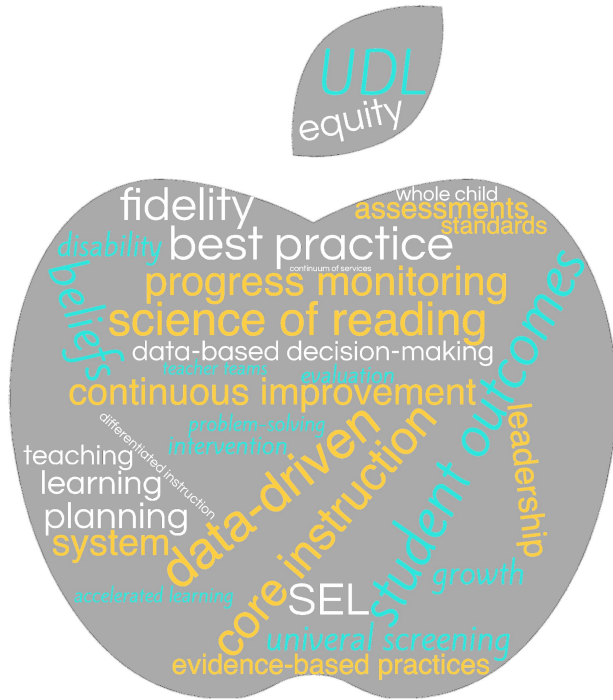 UDL
equity
fidelity
whole child
assessments
standards
disability
best practice
continuum of services
beliefs
progress monitoring
science of reading
data-based decision-making
teacher teams
evaluation
continuous improvement
student outcomes
differentiated instruction
problem solving
intervention
data-driven
core instruction
leadership
teaching
learning
planning
system
growth
accelerated learning
SEL
univeral screening
evidence-based practices